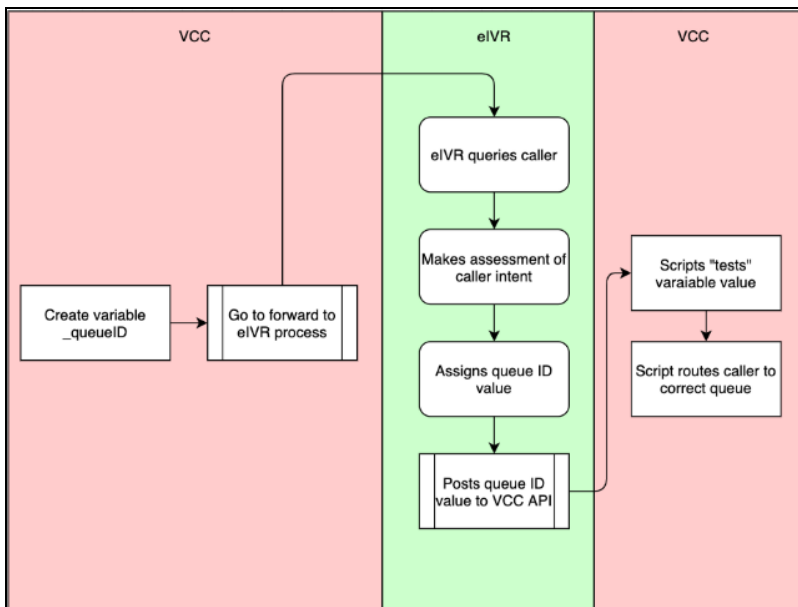 VCC
eIVR
VCC
Create variable
_queueID
Go to forward to
eIVR process
eIVR queries caller
Makes assessment of
caller intent
Assigns queue ID
value
Posts queue ID
value to VCC API
Scripts "tests"
varaiable value
Script routes caller to
correct queue